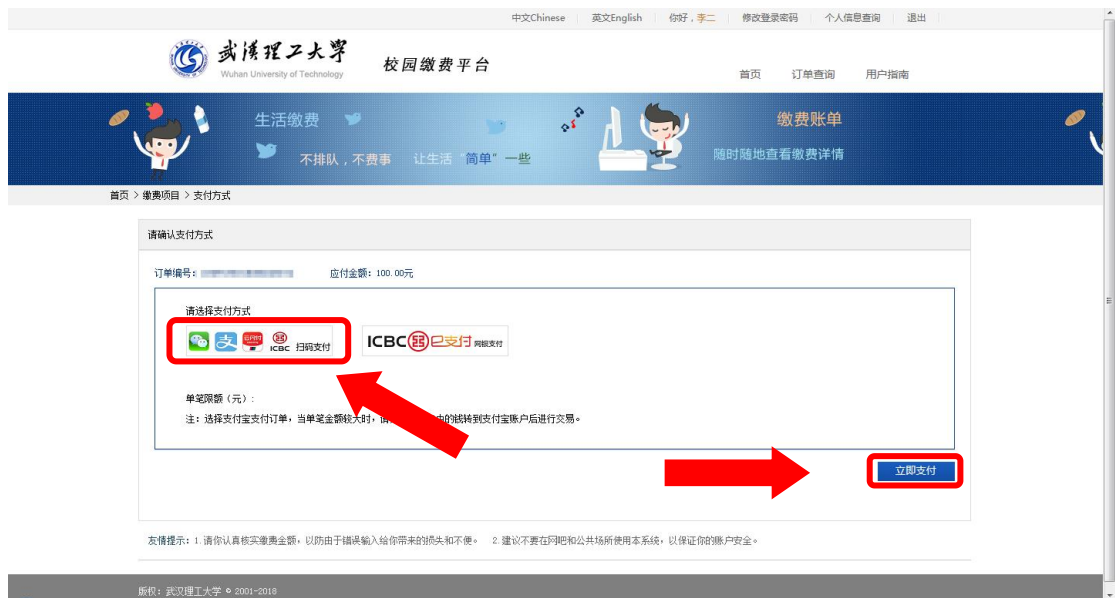 中文Chinese 英文English 你好,李二 修改登录密码 个人信息查询 退出
武汉理工大学
Wuhan University of Technology
校园缴费平台
首页 订单查询 用户指南
生活缴费
不排队,不费事 让生活“简单”一些
缴费账单
随时随地查看缴费详情
首页 > 缴费项目 > 支付方式
请确认支付方式
订单编号: 应付金额: 100.00元
请选择支付方式
支 ICBC 扫码支付
ICBC 支付 网银支付
单笔限额(元):
注:选择支付宝支付订单,当单笔金额较大时, 中的钱转到支付宝账户后进行交易。
立即支付
友情提示:1.请你认真核实缴费金额,以防由于错误输入给你带来的损失和不便。 2.建议不要在网吧和公共场所使用本系统,以保证你的账户安全。
版权:武汉理工大学 © 2001-2018